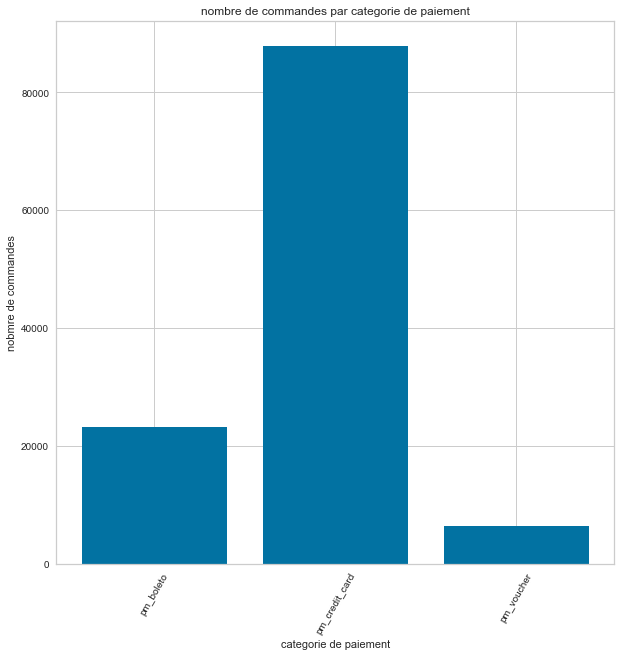 nombre de commandes par categorie de paiement
nobmre de commandes
80000
60000
40000
20000
0
pm_boleto
pm_credit_card
pm_voucher
categorie de paiement